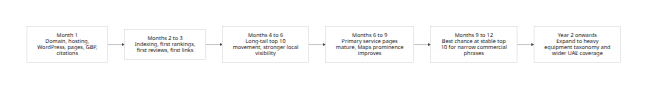 Month 1
Domain, hosting,
WordPress, pages, GBP,
citations
Months 2 to 3
Indexing, first rankings,
first reviews, first links
Months 4 to 6
Long-tail top 10
movement, stronger local
visibility
Months 6 to 9
Primary service pages
mature, Maps prominence
improves
Months 9 to 12
Best chance at stable top
10 for narrow commercial
phrases
Year 2 onwards
Expand to heavy
equipment taxonomy and
wider UAE coverage